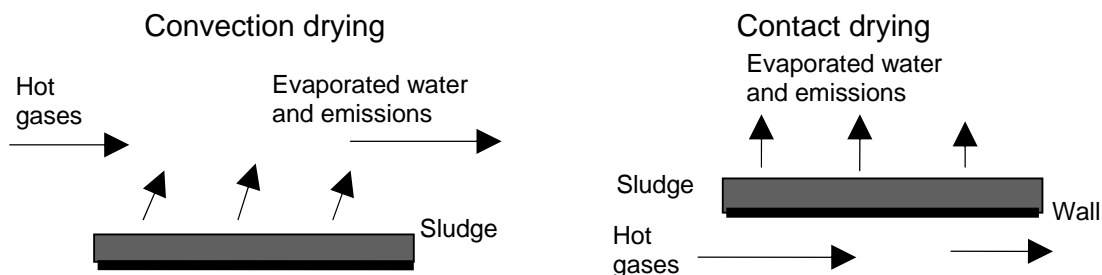 Convection drying
Hot
gases
Evaporated water
and emissions
Sludge
Contact drying
Evaporated water
and emissions
Sludge
Wall
Hot
gases